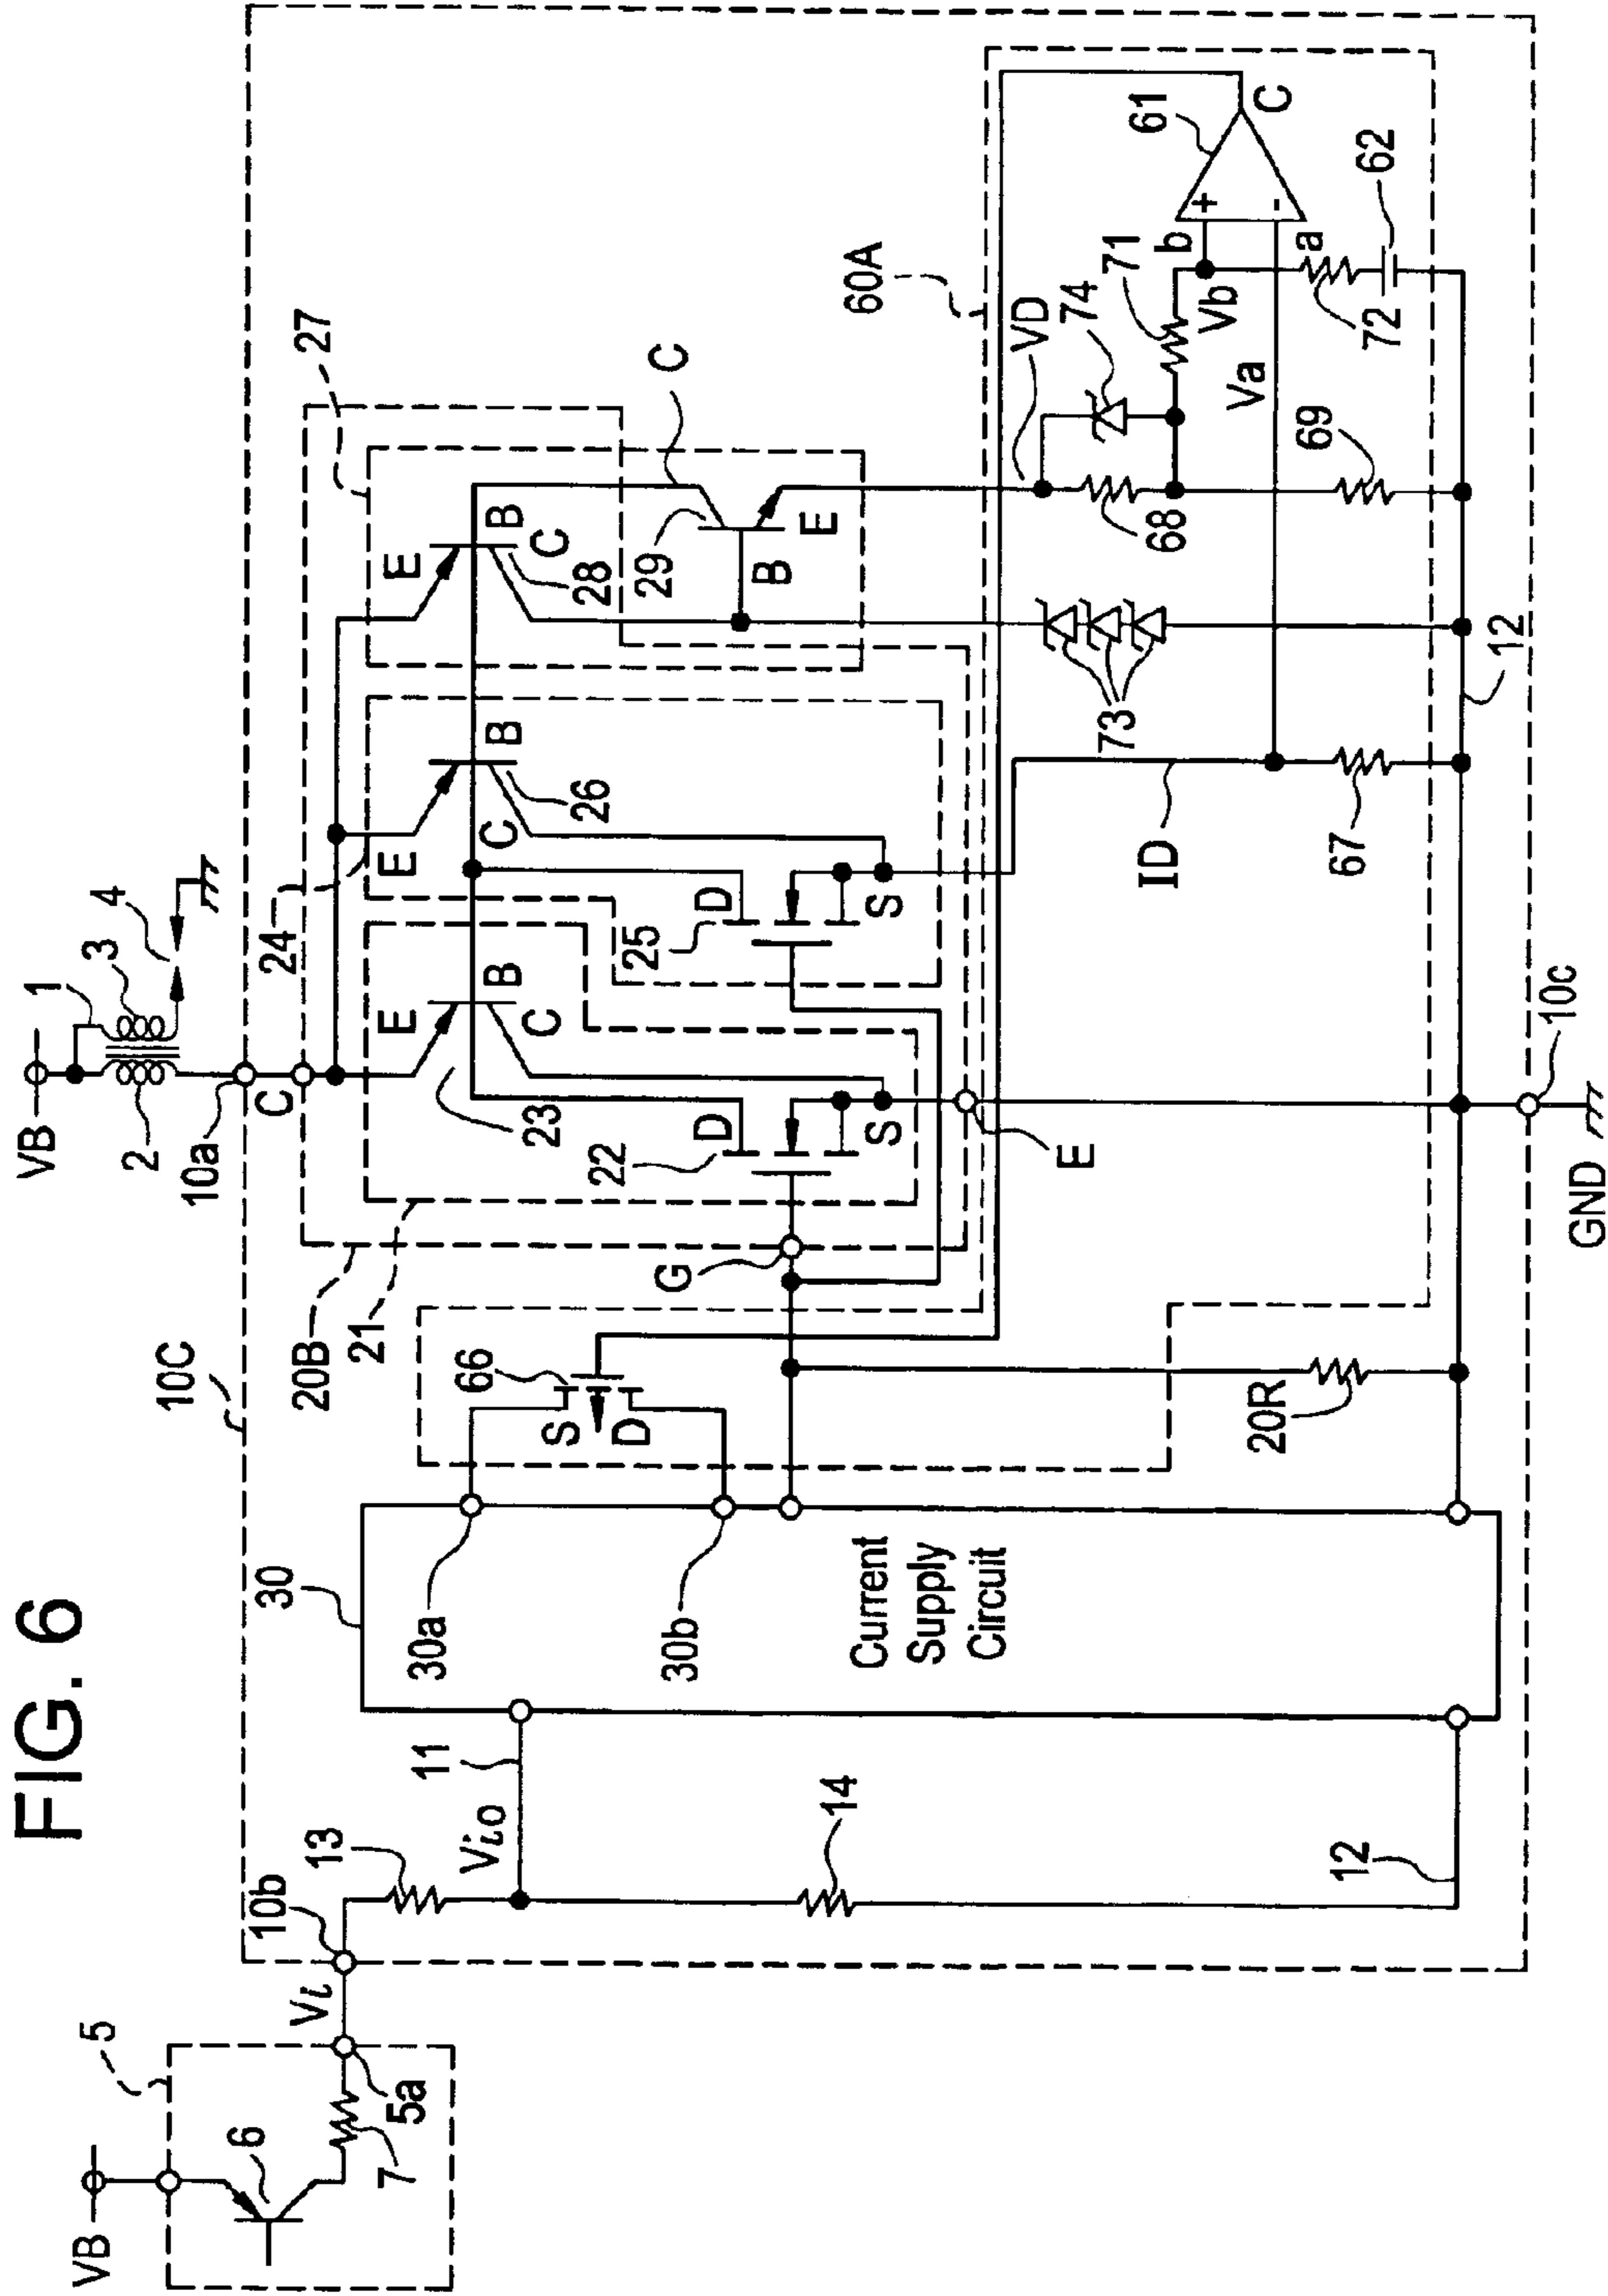 FIG. 6
VB
5
6
7
5a
Vi
10b
13
Vio
11
14
12
30
30a
30b
Current
Supply
Circuit
10C
20B
21
66
S
D
20R
G
VB
1
2
3
4
10a
C
24
27
E
B
C
23
D
22
S
E
E
B
C
26
D
25
S
E
B
C
28
29
C
B
E
60A
VD
74
71
b
Vb
68
69
73
ID
67
Va
a
72
62
61
+
-
C
12
10c
GND